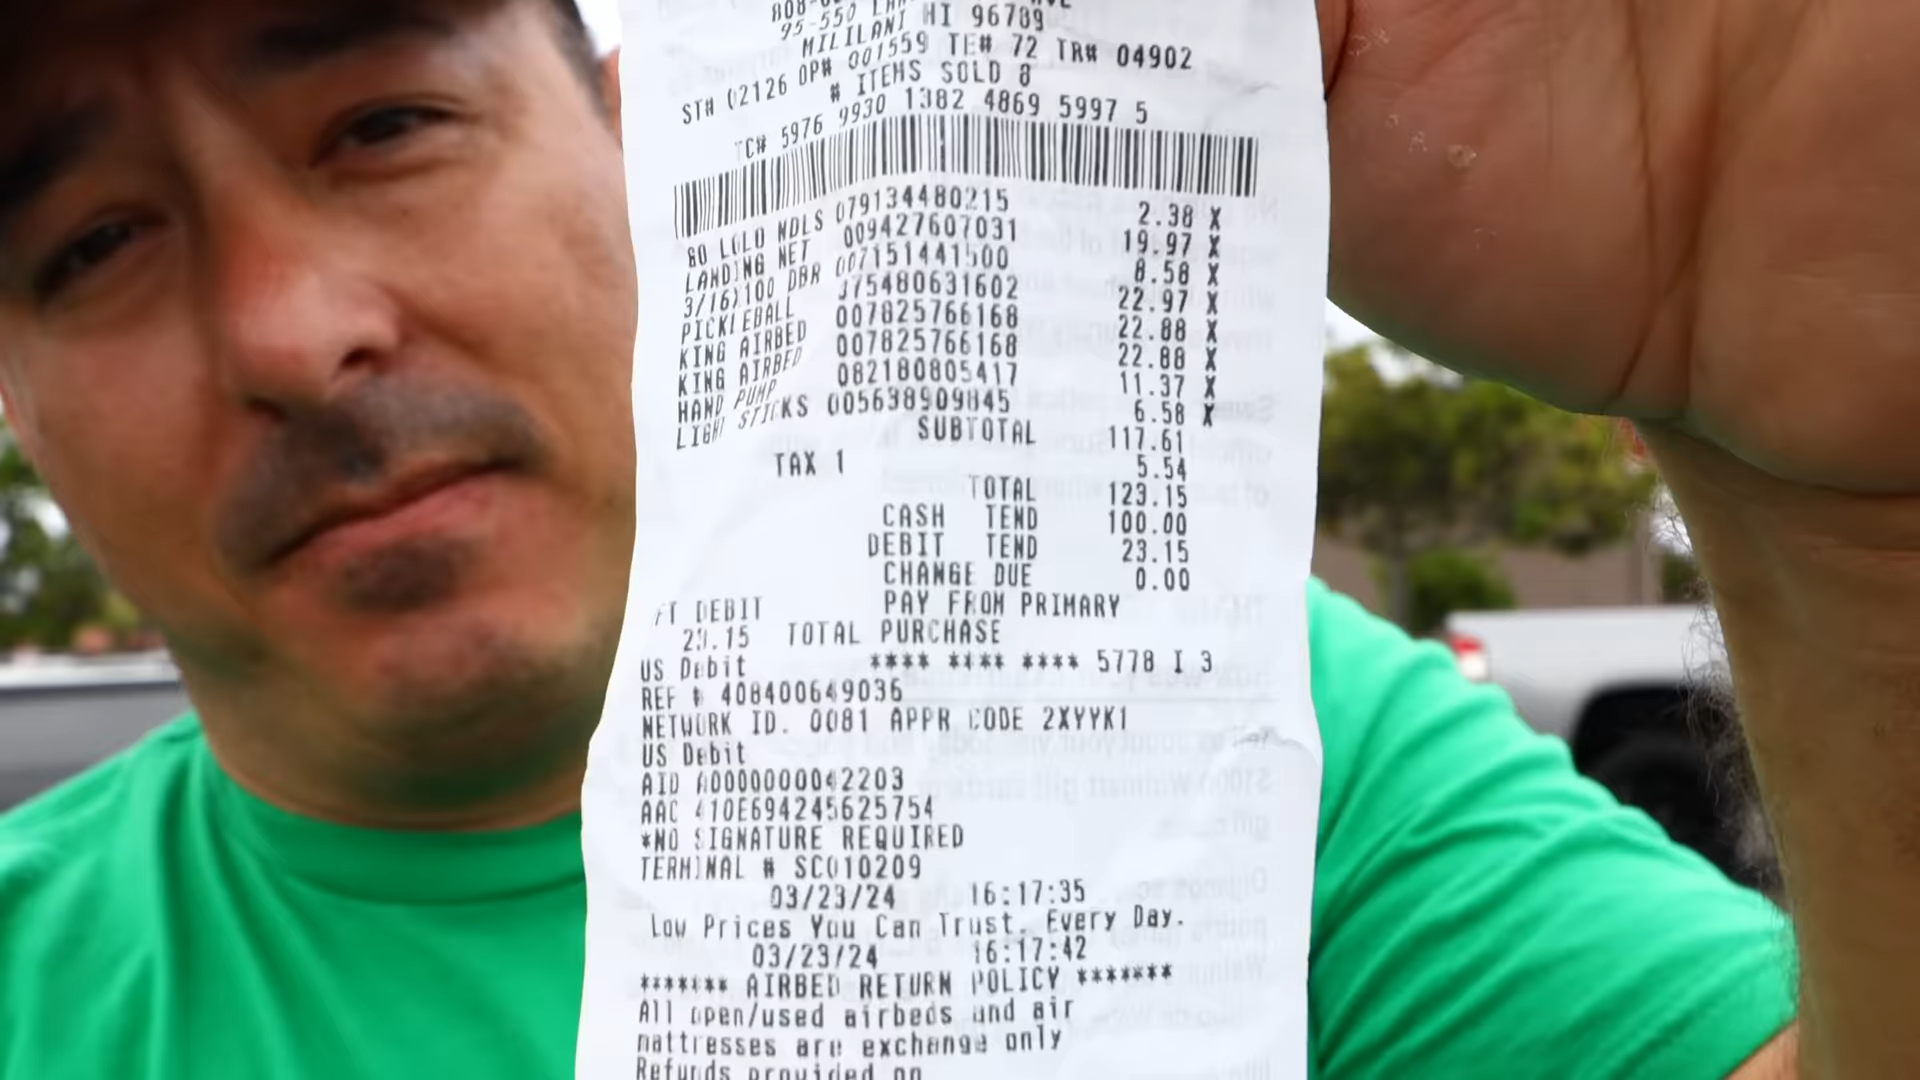 MILILANI HI 96789
ST# 02126 OP# 001559 TE# 72 TR# 04902
# ITEMS SOLD 8
TC# 5976 9930 1382 4869 5997 5
80 LGLD NDLS 079134480215 2.38 X
LANDING NET 009427607031 19.97 X
3/16X100 DBR 007151441500 8.58 X
PICKLEBALL 375480631602 22.97 X
KING AIRBED 007825766168 22.88 X
KING AIRBED 007825766168 22.88 X
HAND PUMP 082180805417 11.37 X
LIGHT STICKS 005638909845 6.58 X
SUBTOTAL 117.61
TAX 1 5.54
TOTAL 123.15
CASH TEND 100.00
DEBIT TEND 23.15
CHANGE DUE 0.00
FT DEBIT PAY FROM PRIMARY
23.15 TOTAL PURCHASE
US Debit **** **** **** 5778 I 3
REF # 408400649036
NETWORK ID. 0081 APPR CODE 2XYYK1
US Debit
AID A0000000042203
AAC 410E694245625754
*NO SIGNATURE REQUIRED
TERMINAL # SC010209
03/23/24 16:17:35
Low Prices You Can Trust. Every Day.
03/23/24 16:17:42
******* AIRBED RETURN POLICY *******
All open/used airbeds and air
mattresses are exchange only
Refunds provided on